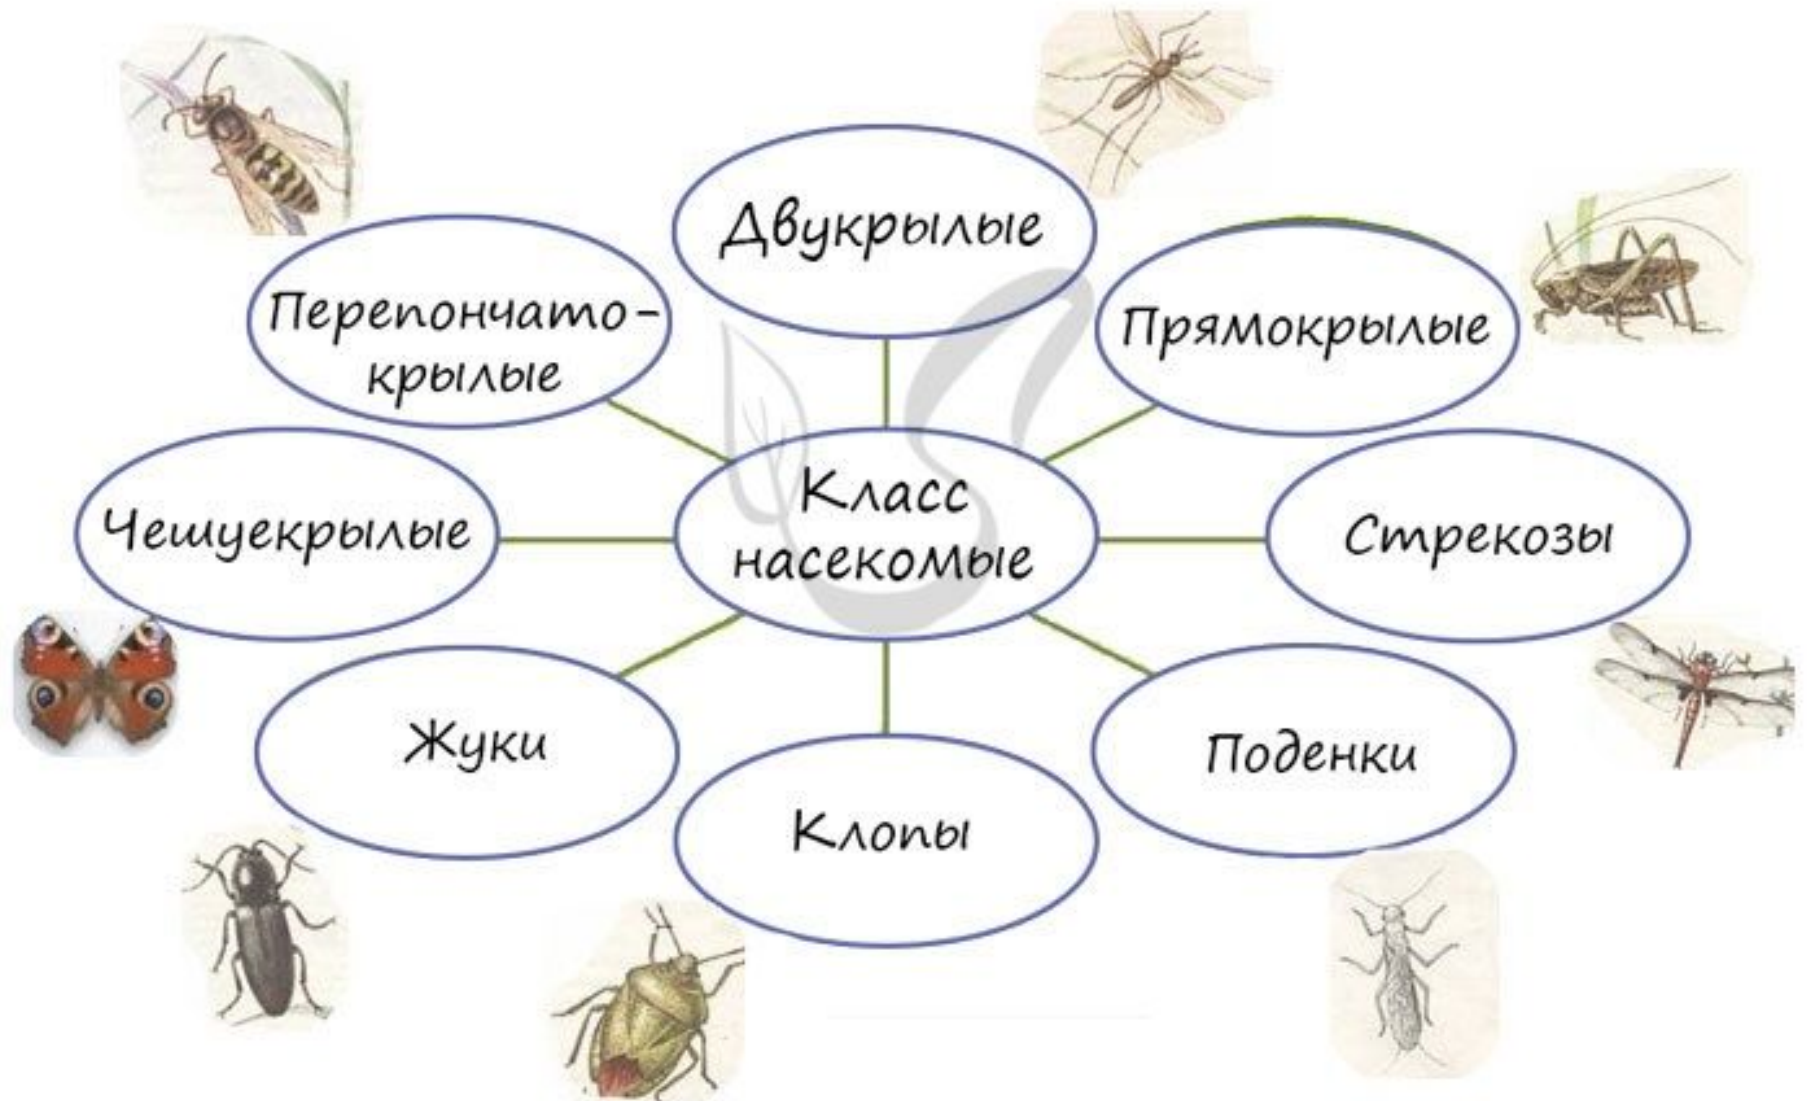 Двукрылые
Перепончато-
крылые
Прямокрылые
Чешуекрылые
Класс
насекомые
Стрекозы
Жуки
Поденки
Клопы